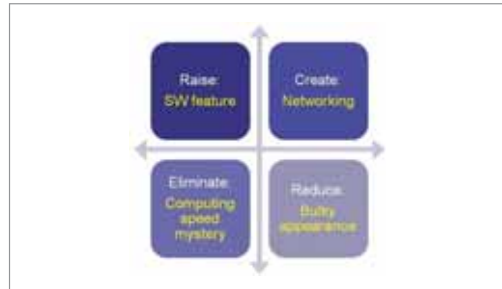 Raise:
SW feature
Create:
Networking
Eliminate:
Computing
speed
mystery
Reduce:
Bulky
appearance